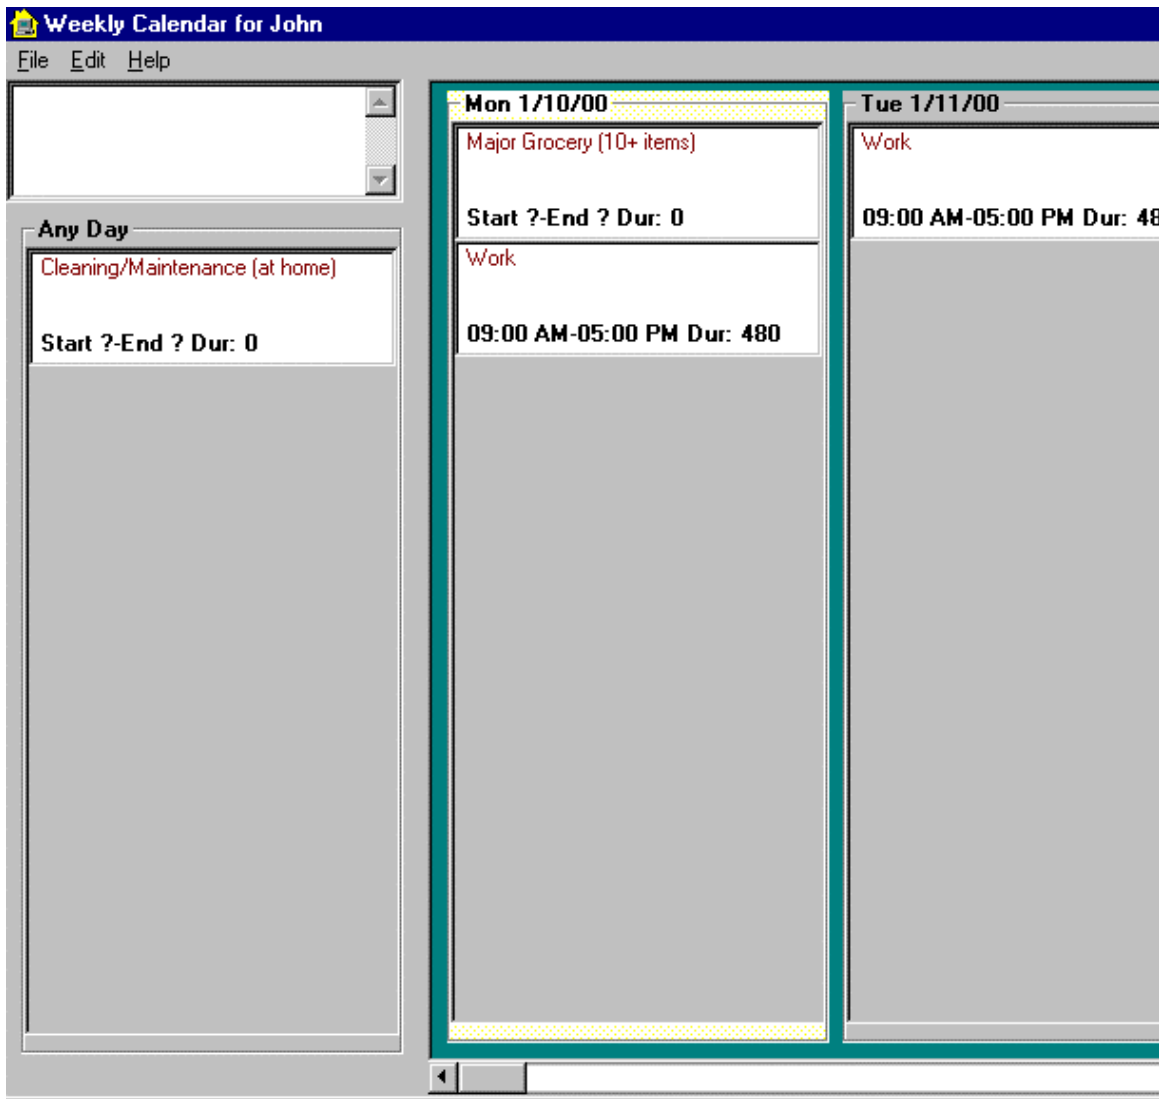 Weekly Calendar for John
File Edit Help
Any Day
Cleaning/Maintenance (at home)
Start ?-End ? Dur: 0
Mon 1/10/00
Major Grocery (10+ items)
Start ?-End ? Dur: 0
Work
09:00 AM-05:00 PM Dur: 480
Tue 1/11/00
Work
09:00 AM-05:00 PM Dur: 48